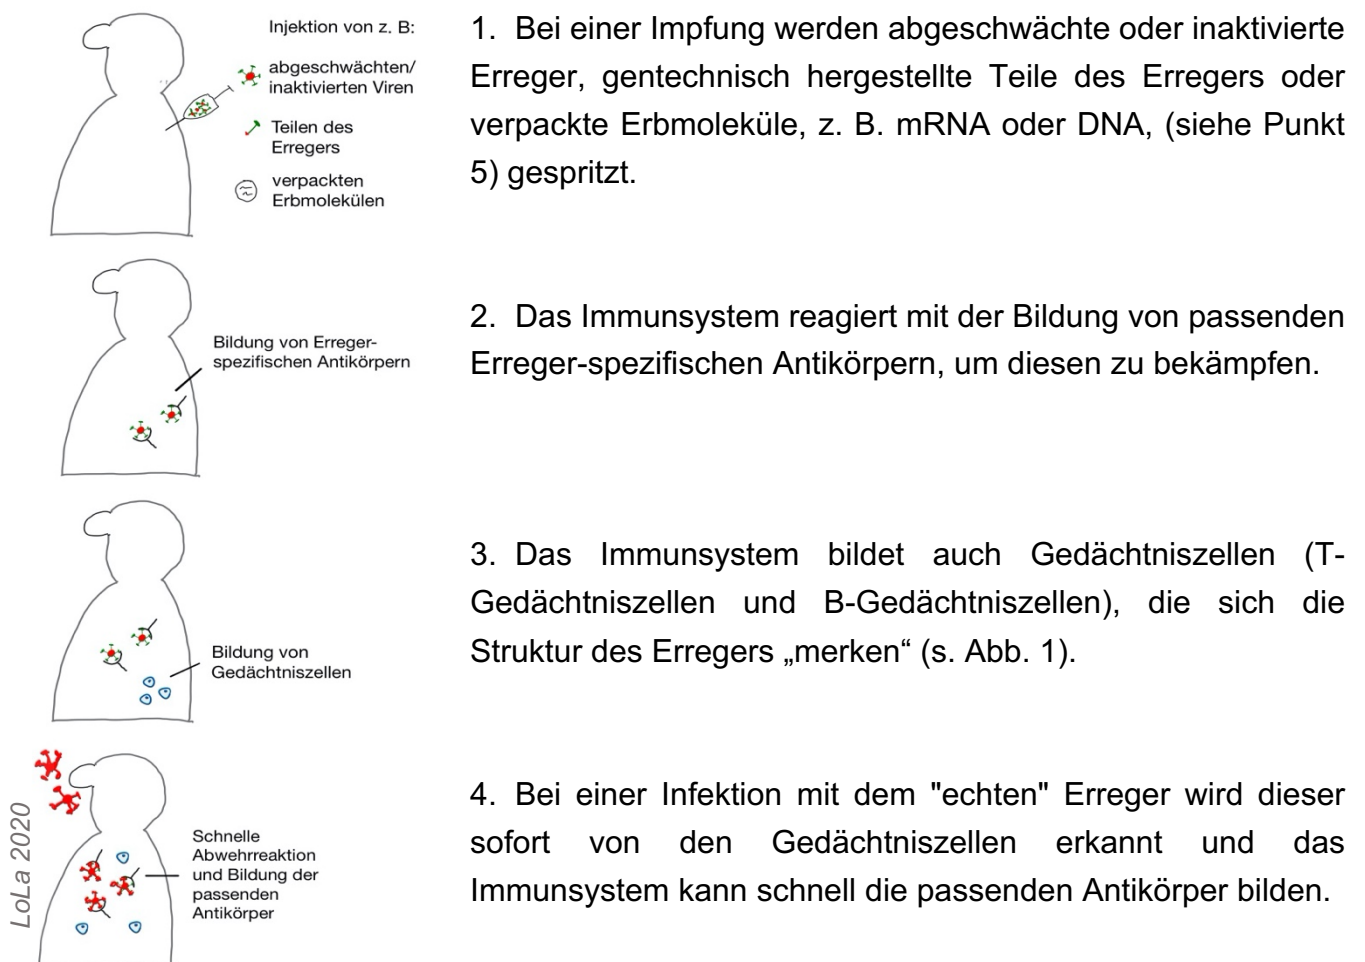 Injektion von z. B:
abgeschwächten/
inaktivierten Viren
Teilen des
Erregers
verpackten
Erbmolekülen
1. Bei einer Impfung werden abgeschwächte oder inaktivierte
Erreger, gentechnisch hergestellte Teile des Erregers oder
verpackte Erbmoleküle, z. B. mRNA oder DNA, (siehe Punkt
5) gespritzt.
Bildung von Erreger-
spezifischen Antikörpern
2. Das Immunsystem reagiert mit der Bildung von passenden
Erreger-spezifischen Antikörpern, um diesen zu bekämpfen.
Bildung von
Gedächtniszellen
3. Das Immunsystem bildet auch Gedächtniszellen (T-
Gedächtniszellen und B-Gedächtniszellen), die sich die
Struktur des Erregers „merken“ (s. Abb. 1).
Schnelle
Abwehrreaktion
und Bildung der
passenden
Antikörper
4. Bei einer Infektion mit dem "echten" Erreger wird dieser
sofort von den Gedächtniszellen erkannt und das
Immunsystem kann schnell die passenden Antikörper bilden.
LoLa 2020